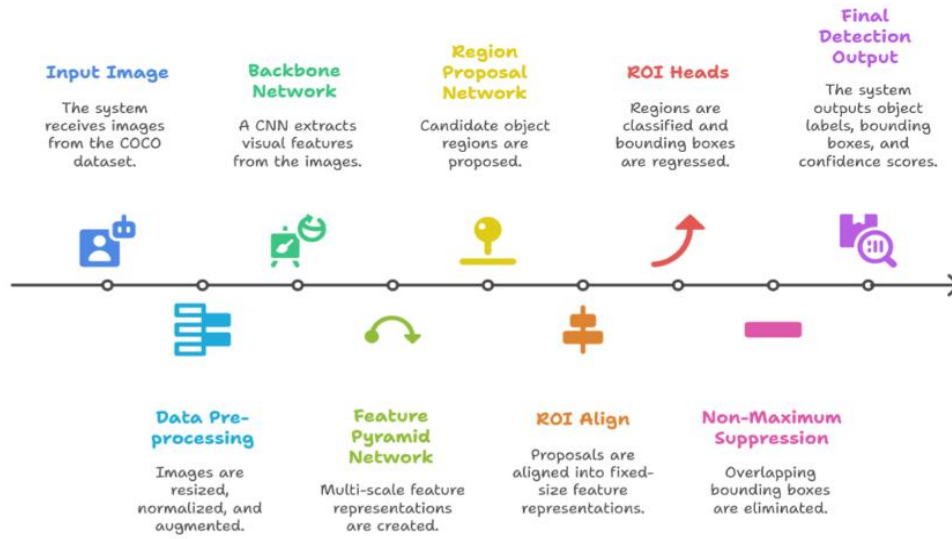 Input Image
The system
receives images
from the COCO
dataset.
Data Pre-
processing
Images are
resized,
normalized, and
augmented.
Backbone
Network
A CNN extracts
visual features
from the images.
Feature
Pyramid
Network
Multi-scale feature
representations
are created.
Region
Proposal
Network
Candidate object
regions are
proposed.
ROI Align
Proposals are
aligned into fixed-
size feature
representations.
ROI Heads
Regions are
classified and
bounding boxes
are regressed.
Non-Maximum
Suppression
Overlapping
bounding boxes
are eliminated.
Final
Detection
Output
The system
outputs object
labels, bounding
boxes, and
confidence scores.